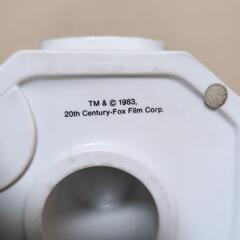 TM & © 1983,
20th Century-Fox Film Corp.